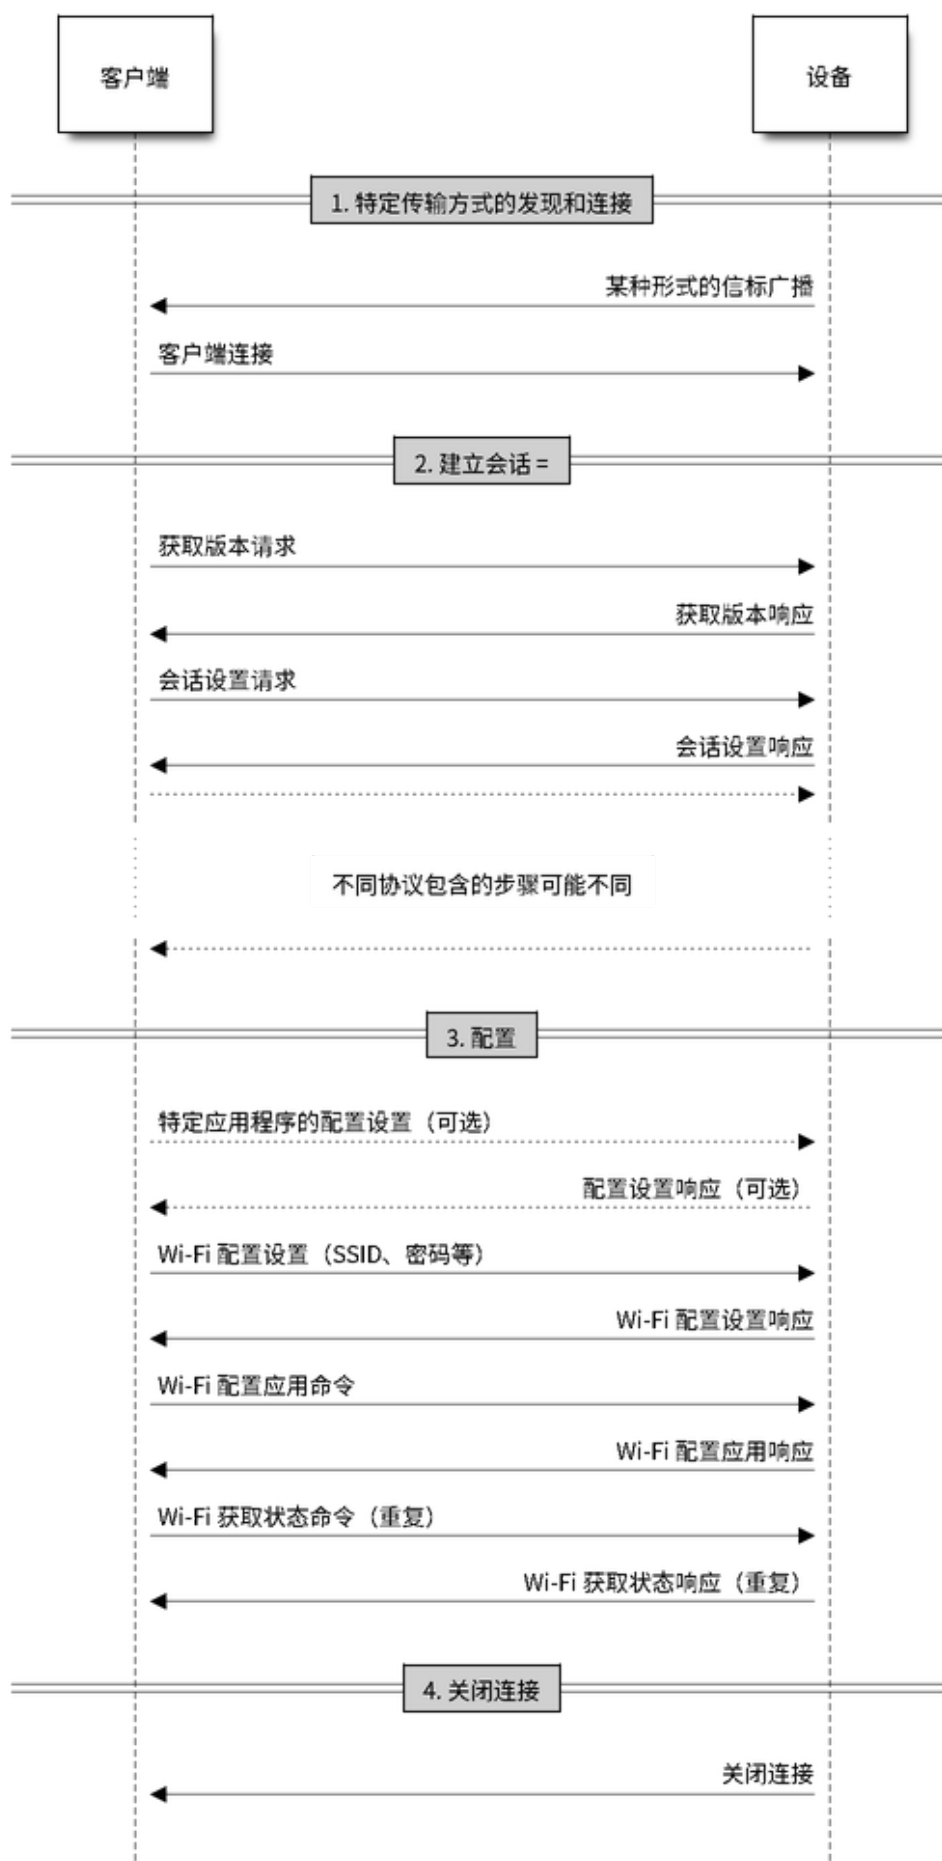 客户端
设备
1. 特定传输方式的发现和连接
某种形式的信标广播
客户端连接
2. 建立会话 =
获取版本请求
获取版本响应
会话设置请求
会话设置响应
不同协议包含的步骤可能不同
3. 配置
特定应用程序的配置设置（可选）
配置设置响应（可选）
Wi-Fi 配置设置（SSID、密码等）
Wi-Fi 配置设置响应
Wi-Fi 配置应用命令
Wi-Fi 配置应用响应
Wi-Fi 获取状态命令（重复）
Wi-Fi 获取状态响应（重复）
4. 关闭连接
关闭连接